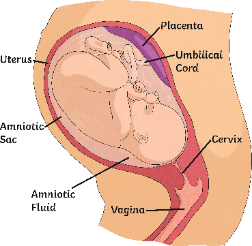 Placenta
Umbilical
Cord
Uterus
Amniotic
Sac
Cervix
Amniotic
Fluid
Vagina